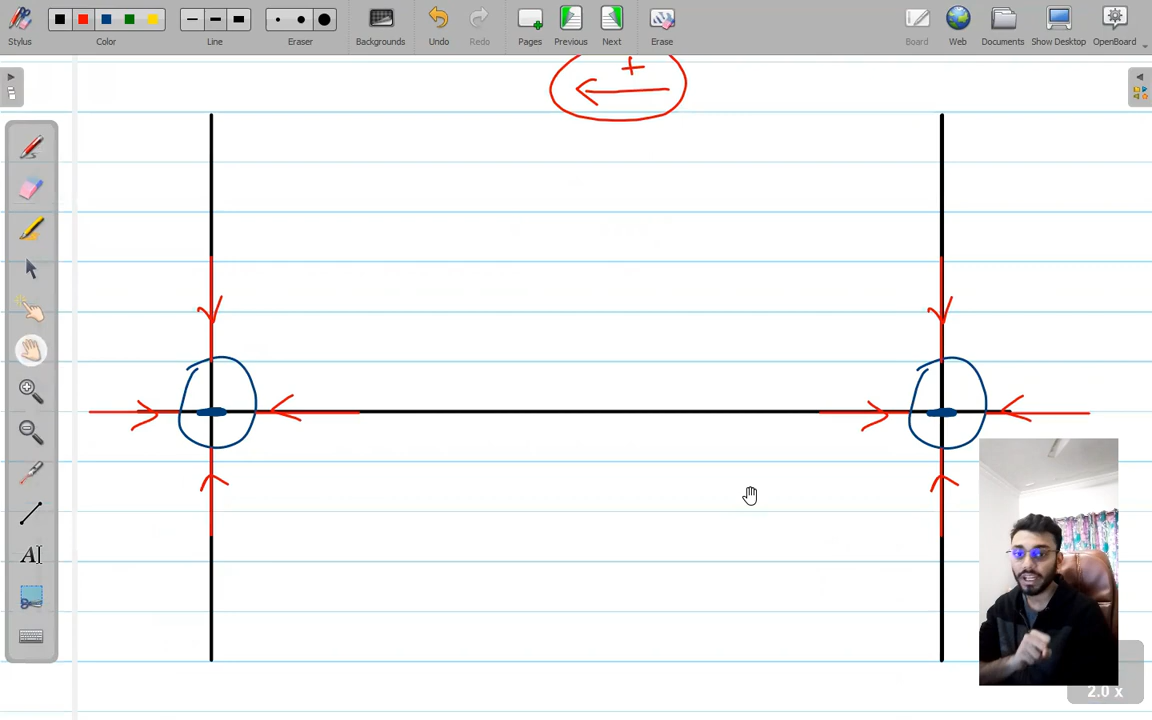 Stylus Color Line Eraser Backgrounds Undo Redo Pages Previous Next Erase Board Web Documents Show Desktop OpenBoard
+
AI
2.0 x